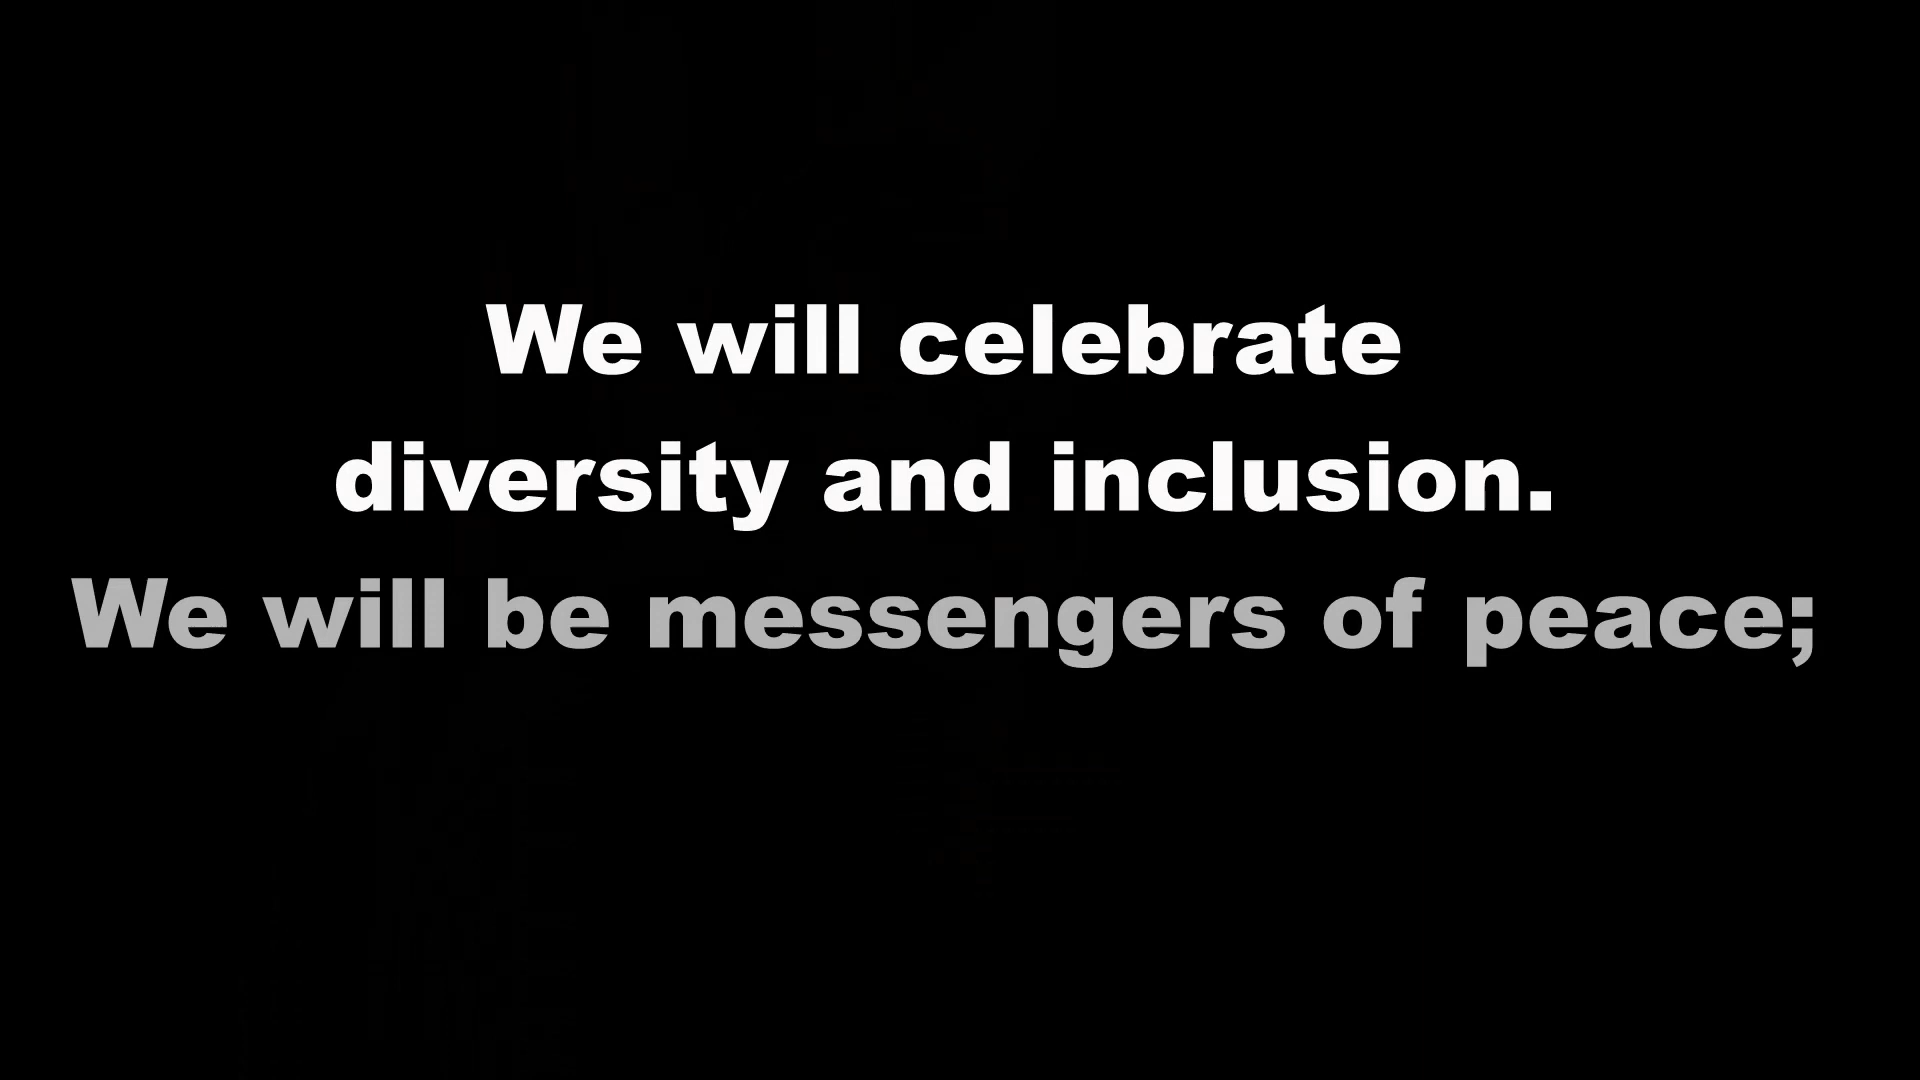 We will celebrate
diversity and inclusion.
We will be messengers of peace;